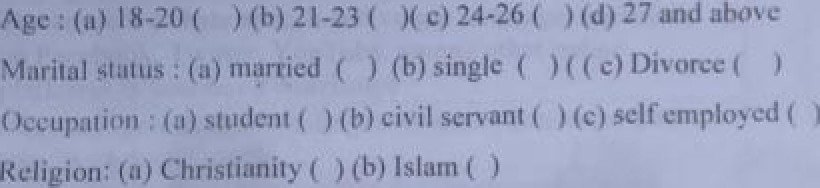 Age : (a) 18-20 (  ) (b) 21-23 (  )( c) 24-26 (  ) (d) 27 and above
Marital status : (a) married (  ) (b) single (  ) ( ( c) Divorce (  )
Occupation : (a) student (  ) (b) civil servant (  ) (c) self employed (  )
Religion: (a) Christianity (  ) (b) Islam (  )